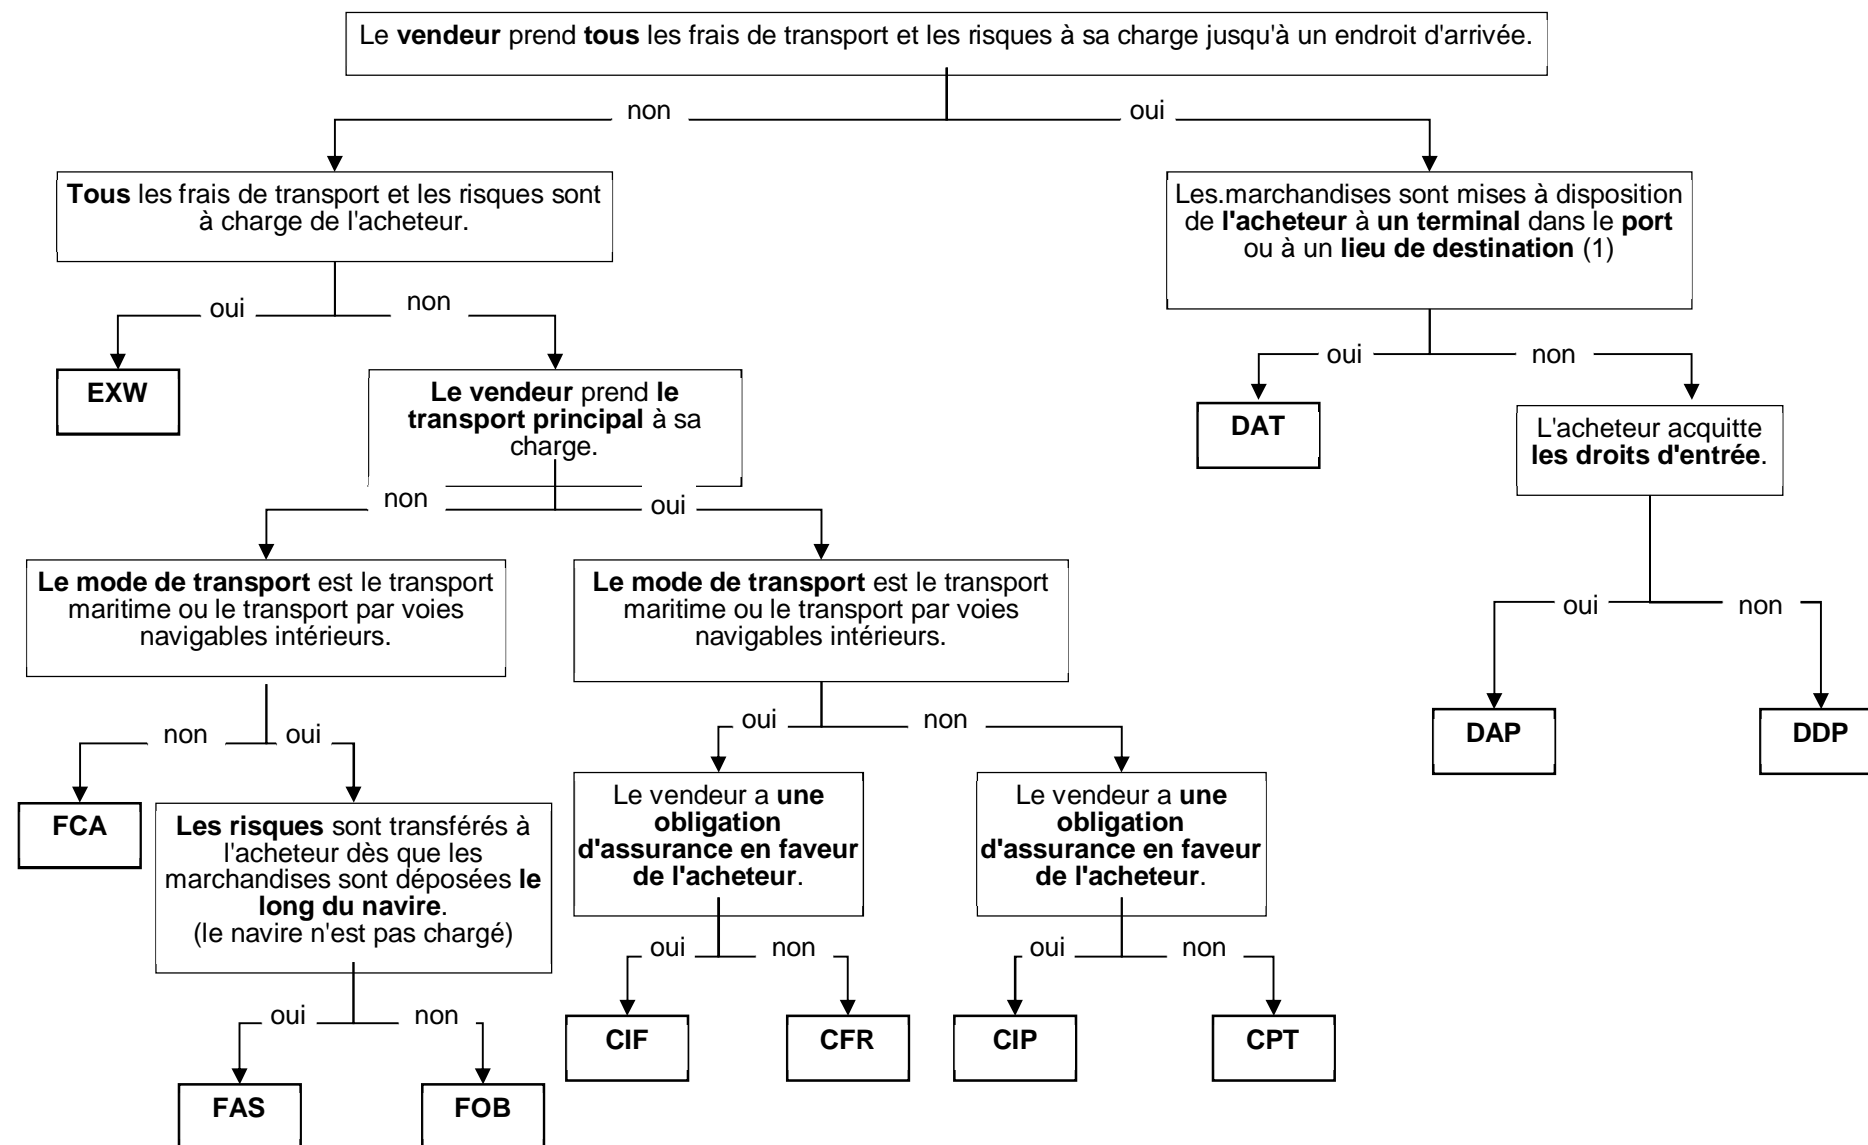 Le vendeur prend tous les frais de transport et les risques à sa charge jusqu'à un endroit d'arrivée.
non
oui
Tous les frais de transport et les risques sont
à charge de l'acheteur.
Les.marchandises sont mises à disposition
de l'acheteur à un terminal dans le port
ou à un lieu de destination (1)
oui
non
oui
non
EXW
Le vendeur prend le
transport principal à sa
charge.
DAT
L'acheteur acquitte
les droits d'entrée.
non
oui
Le mode de transport est le transport
maritime ou le transport par voies
navigables intérieurs.
Le mode de transport est le transport
maritime ou le transport par voies
navigables intérieurs.
oui
non
non
oui
oui
non
DAP
DDP
FCA
Les risques sont transférés à
l'acheteur dès que les
marchandises sont déposées le
long du navire.
(le navire n'est pas chargé)
Le vendeur a une
obligation
d'assurance en faveur
de l'acheteur.
Le vendeur a une
obligation
d'assurance en faveur
de l'acheteur.
oui
non
oui
non
oui
non
CIF
CFR
CIP
CPT
FAS
FOB